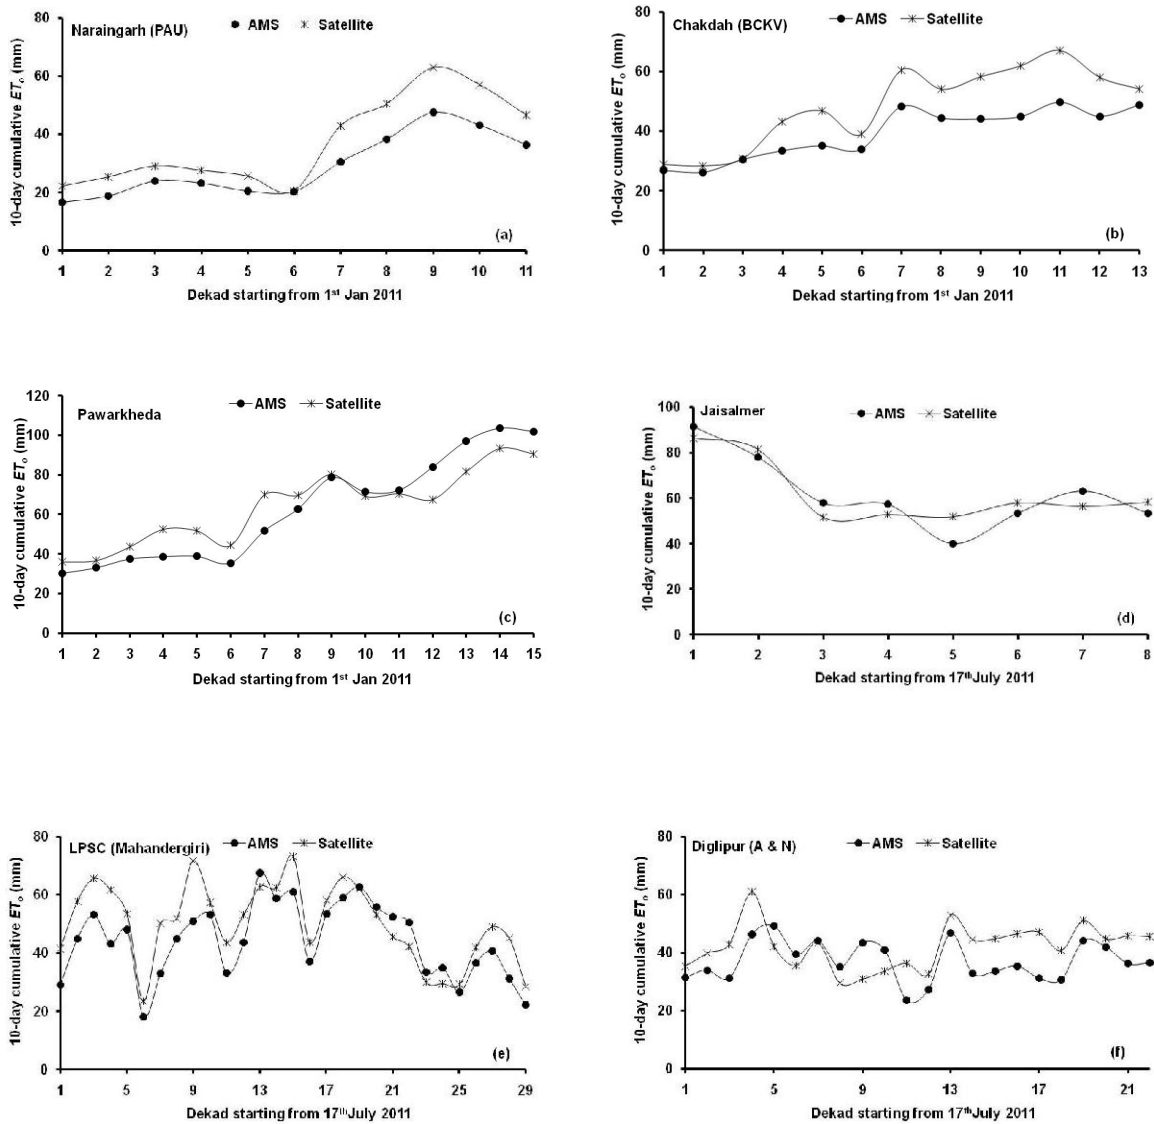 Naraingarh (PAU)
AMS
Satellite
10-day cumulative ETo (mm)
80
60
40
20
0
1 2 3 4 5 6 7 8 9 10 11
Dekad starting from 1st Jan 2011
(a)
Chakdah (BCKV)
AMS
Satellite
10-day cumulative ETo (mm)
80
60
40
20
0
1 2 3 4 5 6 7 8 9 10 11 12 13
Dekad starting from 1st Jan 2011
(b)
Pawarkheda
AMS
Satellite
10-day cumulative ETo (mm)
120
100
80
60
40
20
0
1 2 3 4 5 6 7 8 9 10 11 12 13 14 15
Dekad starting from 1st Jan 2011
(c)
Jaisalmer
AMS
Satellite
10-day cumulative ETo (mm)
100
80
60
40
20
0
1 2 3 4 5 6 7 8
Dekad starting from 17thJuly 2011
(d)
LPSC (Mahandergiri)
AMS
Satellite
10-day cumulative ETo (mm)
80
60
40
20
0
1 5 9 13 17 21 25 29
Dekad starting from 17thJuly 2011
(e)
Diglipur (A & N)
AMS
Satellite
10-day cumulative ETo (mm)
80
60
40
20
0
1 5 9 13 17 21
Dekad starting from 17thJuly 2011
(f)